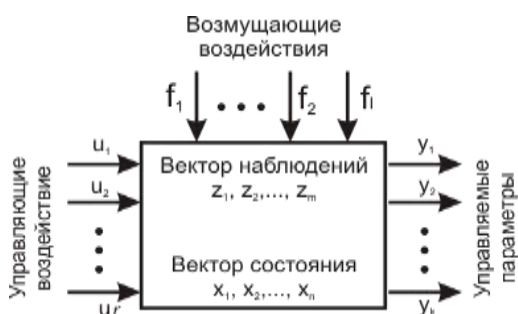 Возмущающие
воздействия
f₁ • • • f₂ fₗ
Управляющие
воздействие
u₁
u₂
uᵣ
Вектор наблюдений
z₁, z₂,..., zₘ
Вектор состояния
x₁, x₂,..., xₙ
y₁
y₂
yₖ
Управляемые
параметры